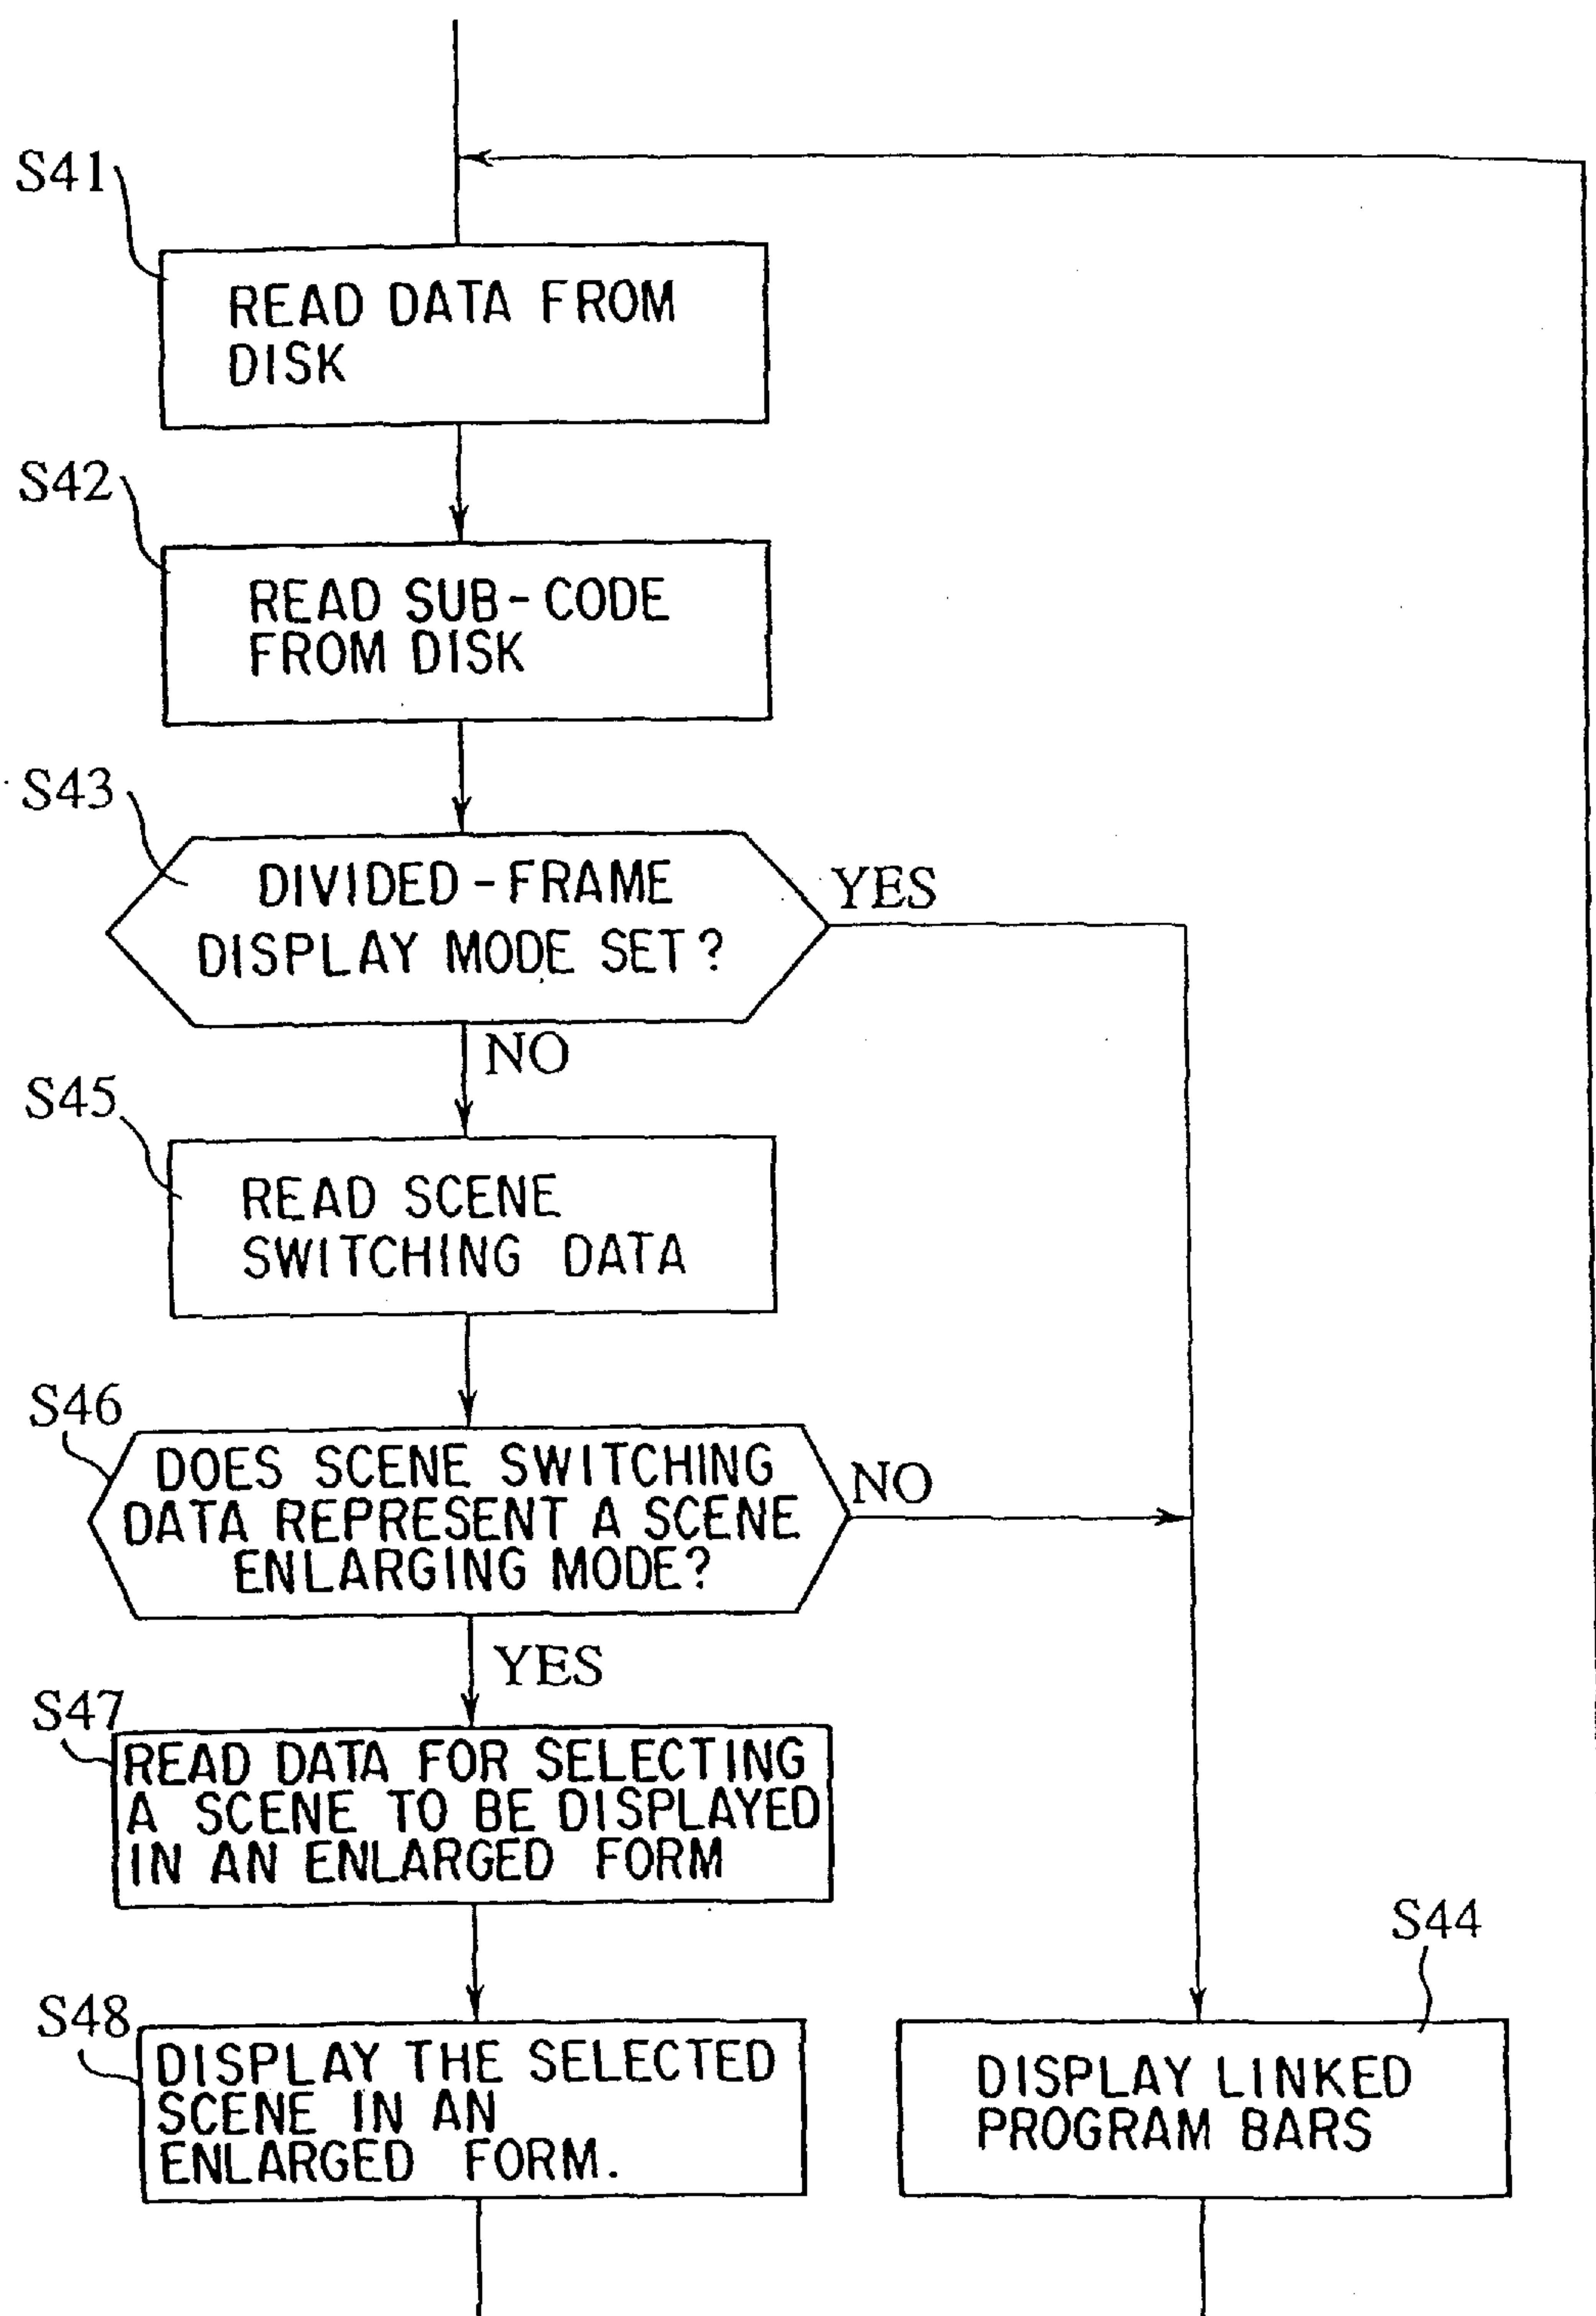 S41
READ DATA FROM
DISK
S42
READ SUB-CODE
FROM DISK
S43
DIVIDED-FRAME
DISPLAY MODE SET?
YES
NO
S45
READ SCENE
SWITCHING DATA
S46
DOES SCENE SWITCHING
DATA REPRESENT A SCENE
ENLARGING MODE?
NO
YES
S47
READ DATA FOR SELECTING
A SCENE TO BE DISPLAYED
IN AN ENLARGED FORM
S48
DISPLAY THE SELECTED
SCENE IN AN
ENLARGED FORM.
S44
DISPLAY LINKED
PROGRAM BARS